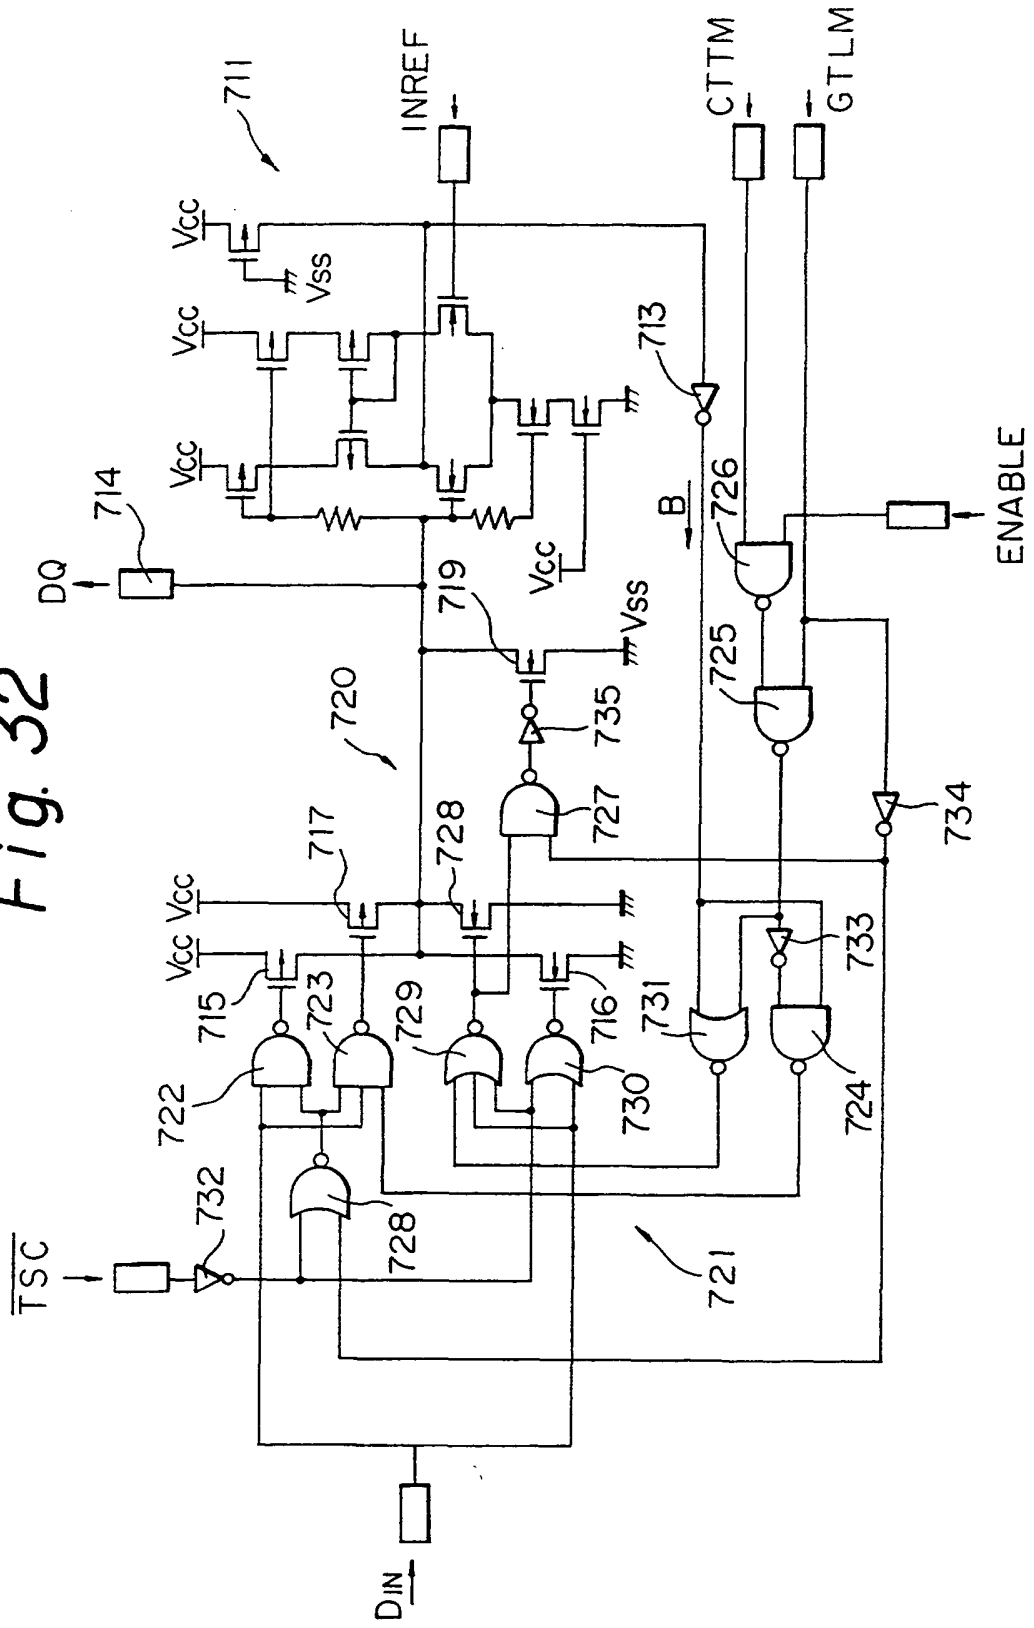 Fig. 32
DQ
714
711
Vcc
Vcc
Vcc
Vss
INREF
CTTM
GTLM
720
719
Vcc
Vss
713
B
726
ENABLE
725
735
727
734
717
Vcc
Vcc
715
728
723
729
716
731
733
722
730
724
TSC
732
728
721
DIN